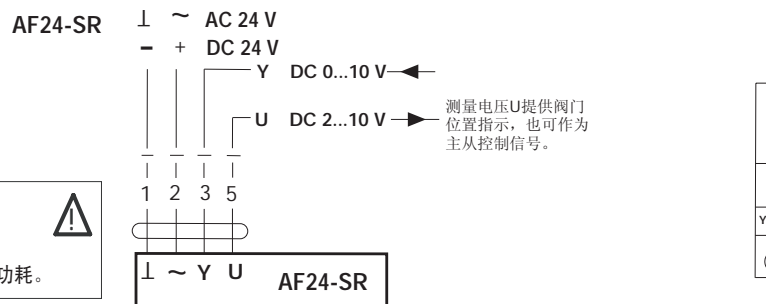 AF24-SR
⊥ ~ AC 24 V
− + DC 24 V
Y DC 0...10 V
U DC 2...10 V
测量电压U提供阀门
位置指示，也可作为
主从控制信号。
1 2 3 5
⊥ ~ Y U
AF24-SR
功耗。
Y
(